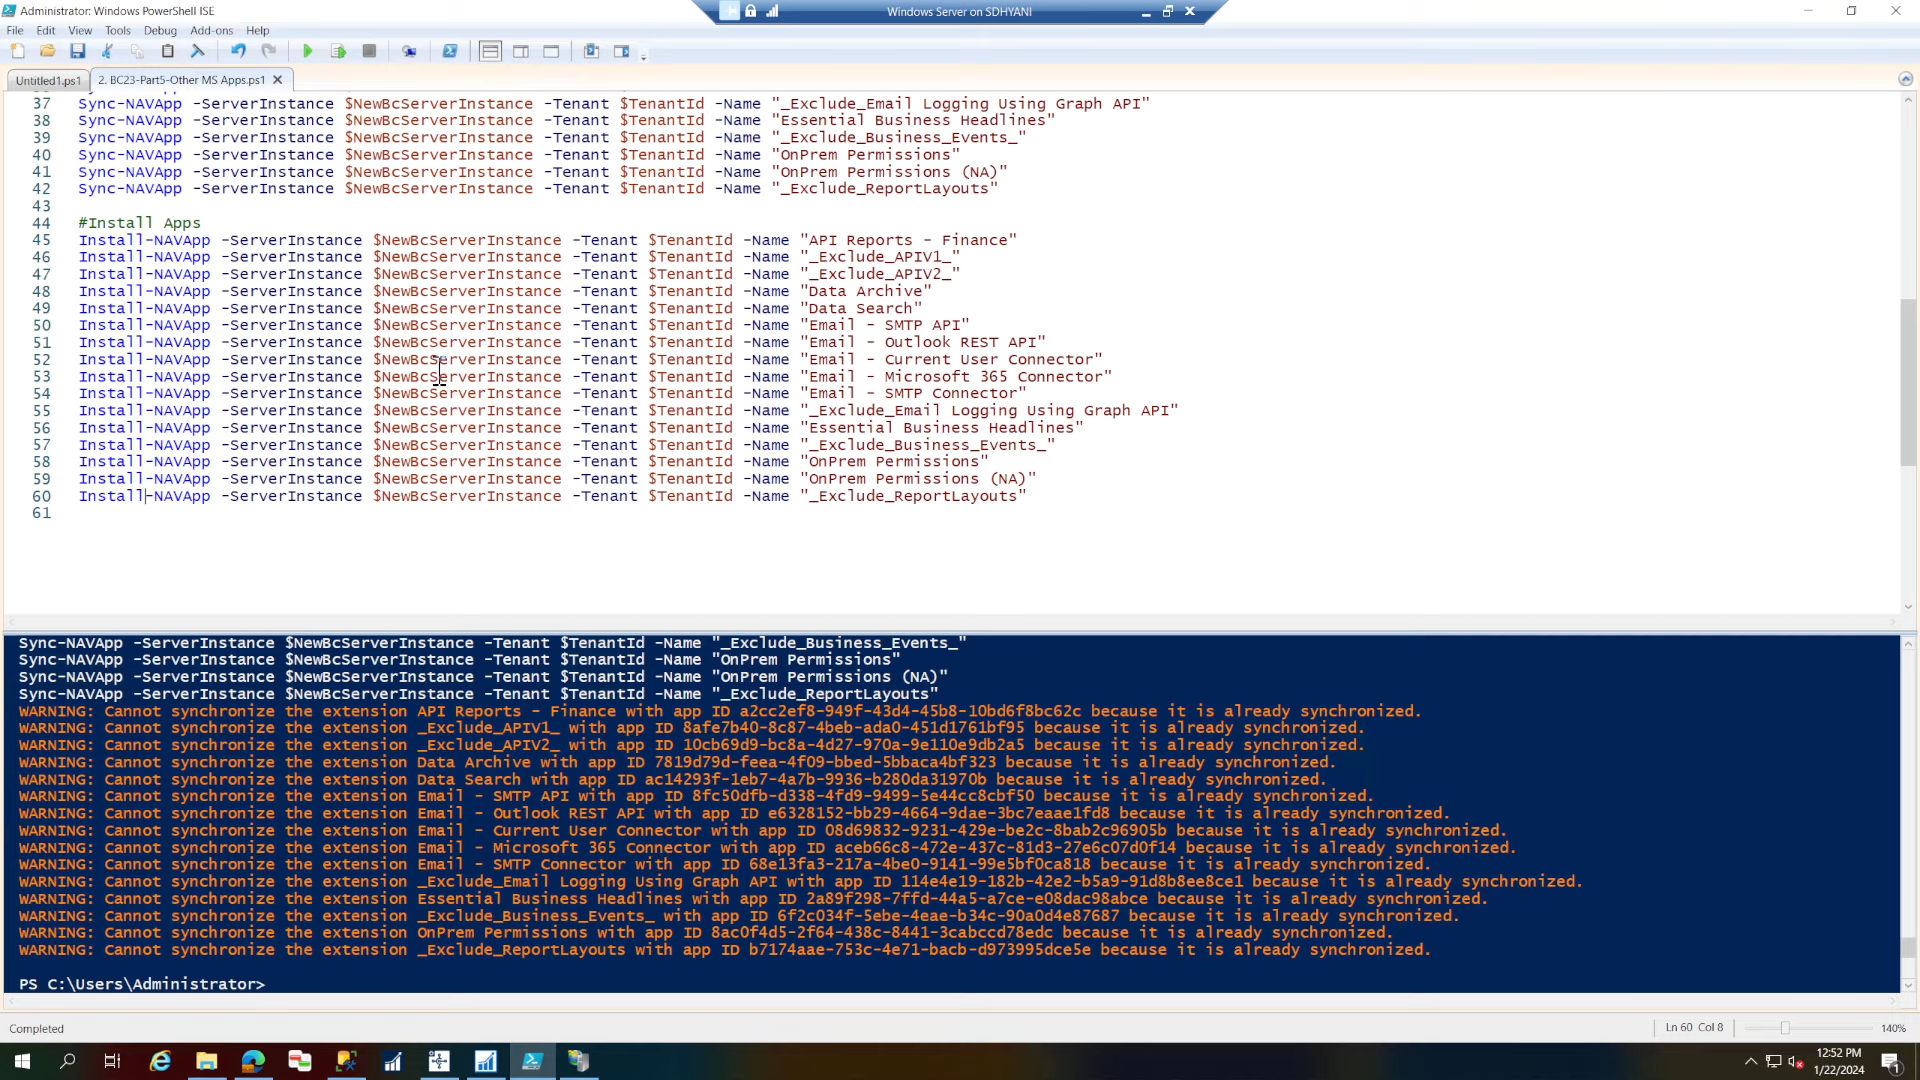 Administrator: Windows PowerShell ISE
Windows Server on SDHYANI
File Edit View Tools Debug Add-ons Help
Untitled1.ps1
2. BC23-Part5-Other MS Apps.ps1
37 Sync-NAVApp -ServerInstance $NewBcServerInstance -Tenant $TenantId -Name "_Exclude_Email Logging Using Graph API"
38 Sync-NAVApp -ServerInstance $NewBcServerInstance -Tenant $TenantId -Name "Essential Business Headlines"
39 Sync-NAVApp -ServerInstance $NewBcServerInstance -Tenant $TenantId -Name "_Exclude_Business_Events_"
40 Sync-NAVApp -ServerInstance $NewBcServerInstance -Tenant $TenantId -Name "OnPrem Permissions"
41 Sync-NAVApp -ServerInstance $NewBcServerInstance -Tenant $TenantId -Name "OnPrem Permissions (NA)"
42 Sync-NAVApp -ServerInstance $NewBcServerInstance -Tenant $TenantId -Name "_Exclude_ReportLayouts"
43
44 #Install Apps
45 Install-NAVApp -ServerInstance $NewBcServerInstance -Tenant $TenantId -Name "API Reports - Finance"
46 Install-NAVApp -ServerInstance $NewBcServerInstance -Tenant $TenantId -Name "_Exclude_APIV1_"
47 Install-NAVApp -ServerInstance $NewBcServerInstance -Tenant $TenantId -Name "_Exclude_APIV2_"
48 Install-NAVApp -ServerInstance $NewBcServerInstance -Tenant $TenantId -Name "Data Archive"
49 Install-NAVApp -ServerInstance $NewBcServerInstance -Tenant $TenantId -Name "Data Search"
50 Install-NAVApp -ServerInstance $NewBcServerInstance -Tenant $TenantId -Name "Email - SMTP API"
51 Install-NAVApp -ServerInstance $NewBcServerInstance -Tenant $TenantId -Name "Email - Outlook REST API"
52 Install-NAVApp -ServerInstance $NewBcServerInstance -Tenant $TenantId -Name "Email - Current User Connector"
53 Install-NAVApp -ServerInstance $NewBcServerInstance -Tenant $TenantId -Name "Email - Microsoft 365 Connector"
54 Install-NAVApp -ServerInstance $NewBcServerInstance -Tenant $TenantId -Name "Email - SMTP Connector"
55 Install-NAVApp -ServerInstance $NewBcServerInstance -Tenant $TenantId -Name "_Exclude_Email Logging Using Graph API"
56 Install-NAVApp -ServerInstance $NewBcServerInstance -Tenant $TenantId -Name "Essential Business Headlines"
57 Install-NAVApp -ServerInstance $NewBcServerInstance -Tenant $TenantId -Name "_Exclude_Business_Events_"
58 Install-NAVApp -ServerInstance $NewBcServerInstance -Tenant $TenantId -Name "OnPrem Permissions"
59 Install-NAVApp -ServerInstance $NewBcServerInstance -Tenant $TenantId -Name "OnPrem Permissions (NA)"
60 Install-NAVApp -ServerInstance $NewBcServerInstance -Tenant $TenantId -Name "_Exclude_ReportLayouts"
61
Sync-NAVApp -ServerInstance $NewBcServerInstance -Tenant $TenantId -Name "_Exclude_Business_Events_"
Sync-NAVApp -ServerInstance $NewBcServerInstance -Tenant $TenantId -Name "OnPrem Permissions"
Sync-NAVApp -ServerInstance $NewBcServerInstance -Tenant $TenantId -Name "OnPrem Permissions (NA)"
Sync-NAVApp -ServerInstance $NewBcServerInstance -Tenant $TenantId -Name "_Exclude_ReportLayouts"
WARNING: Cannot synchronize the extension API Reports - Finance with app ID a2cc2ef8-949f-43d4-45b8-10bd6f8bc62c because it is already synchronized.
WARNING: Cannot synchronize the extension _Exclude_APIV1_ with app ID 8afe7b40-8c87-4beb-ada0-451d1761bf95 because it is already synchronized.
WARNING: Cannot synchronize the extension _Exclude_APIV2_ with app ID 10cb69d9-bc8a-4d27-970a-9e110e9db2a5 because it is already synchronized.
WARNING: Cannot synchronize the extension Data Archive with app ID 7819d79d-feea-4f09-bbed-5bbaca4bf323 because it is already synchronized.
WARNING: Cannot synchronize the extension Data Search with app ID ac14293f-1eb7-4a7b-9936-b280da31970b because it is already synchronized.
WARNING: Cannot synchronize the extension Email - SMTP API with app ID 8fc50dfb-d338-4fd9-9499-5e44cc8cbf50 because it is already synchronized.
WARNING: Cannot synchronize the extension Email - Outlook REST API with app ID e6328152-bb29-4664-9dae-3bc7eaae1fd8 because it is already synchronized.
WARNING: Cannot synchronize the extension Email - Current User Connector with app ID 08d69832-9231-429e-be2c-8bab2c96905b because it is already synchronized.
WARNING: Cannot synchronize the extension Email - Microsoft 365 Connector with app ID aceb66c8-472e-437c-81d3-27e6c07d0f14 because it is already synchronized.
WARNING: Cannot synchronize the extension Email - SMTP Connector with app ID 68e13fa3-217a-4be0-9141-99e5bf0ca818 because it is already synchronized.
WARNING: Cannot synchronize the extension _Exclude_Email Logging Using Graph API with app ID 114e4e19-182b-42e2-b5a9-91d8b8ee8ce1 because it is already synchronized.
WARNING: Cannot synchronize the extension Essential Business Headlines with app ID 2a89f298-7ffd-44a5-a7ce-e08dac98abce because it is already synchronized.
WARNING: Cannot synchronize the extension _Exclude_Business_Events_ with app ID 6f2c034f-5ebe-4eae-b34c-90a0d4e87687 because it is already synchronized.
WARNING: Cannot synchronize the extension OnPrem Permissions with app ID 8ac0f4d5-2f64-438c-8441-3cabccd78edc because it is already synchronized.
WARNING: Cannot synchronize the extension _Exclude_ReportLayouts with app ID b7174aae-753c-4e71-bacb-d973995dce5e because it is already synchronized.
PS C:\Users\Administrator>
Completed
Ln 60 Col 8
140%
12:52 PM
1/22/2024
1